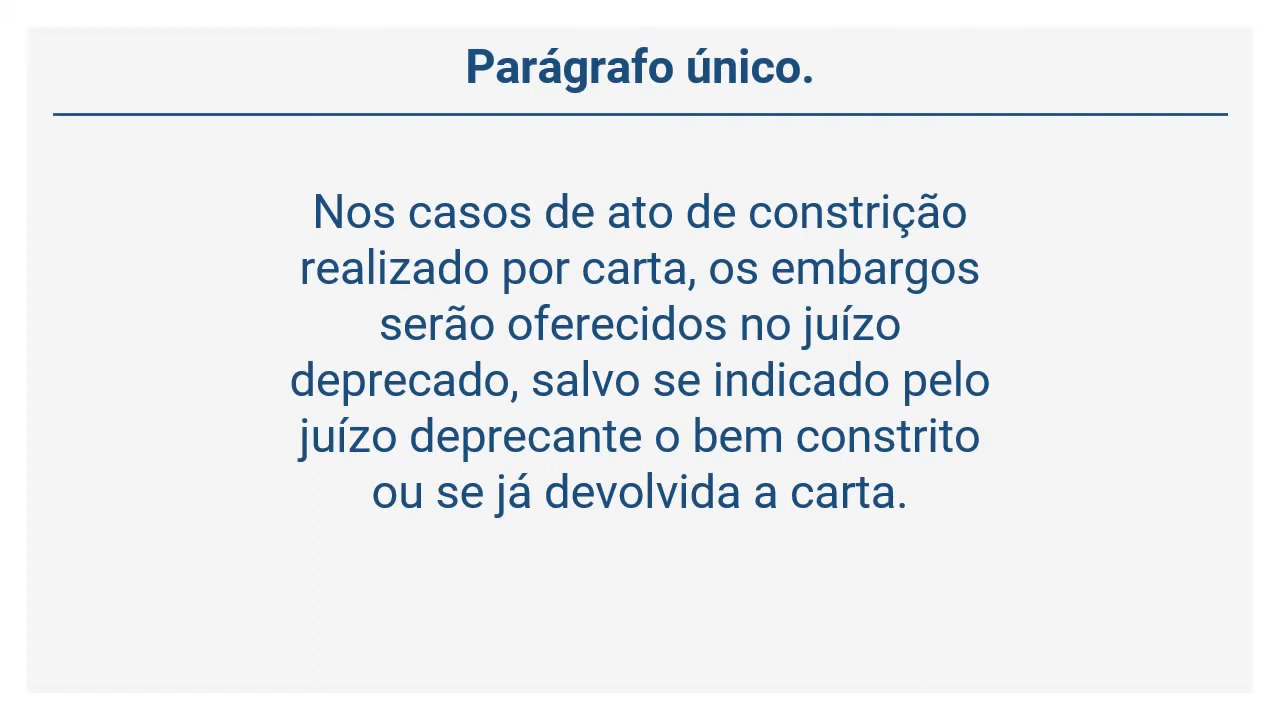 Parágrafo único.
Nos casos de ato de constrição
realizado por carta, os embargos
serão oferecidos no juízo
deprecado, salvo se indicado pelo
juízo deprecante o bem constrito
ou se já devolvida a carta.